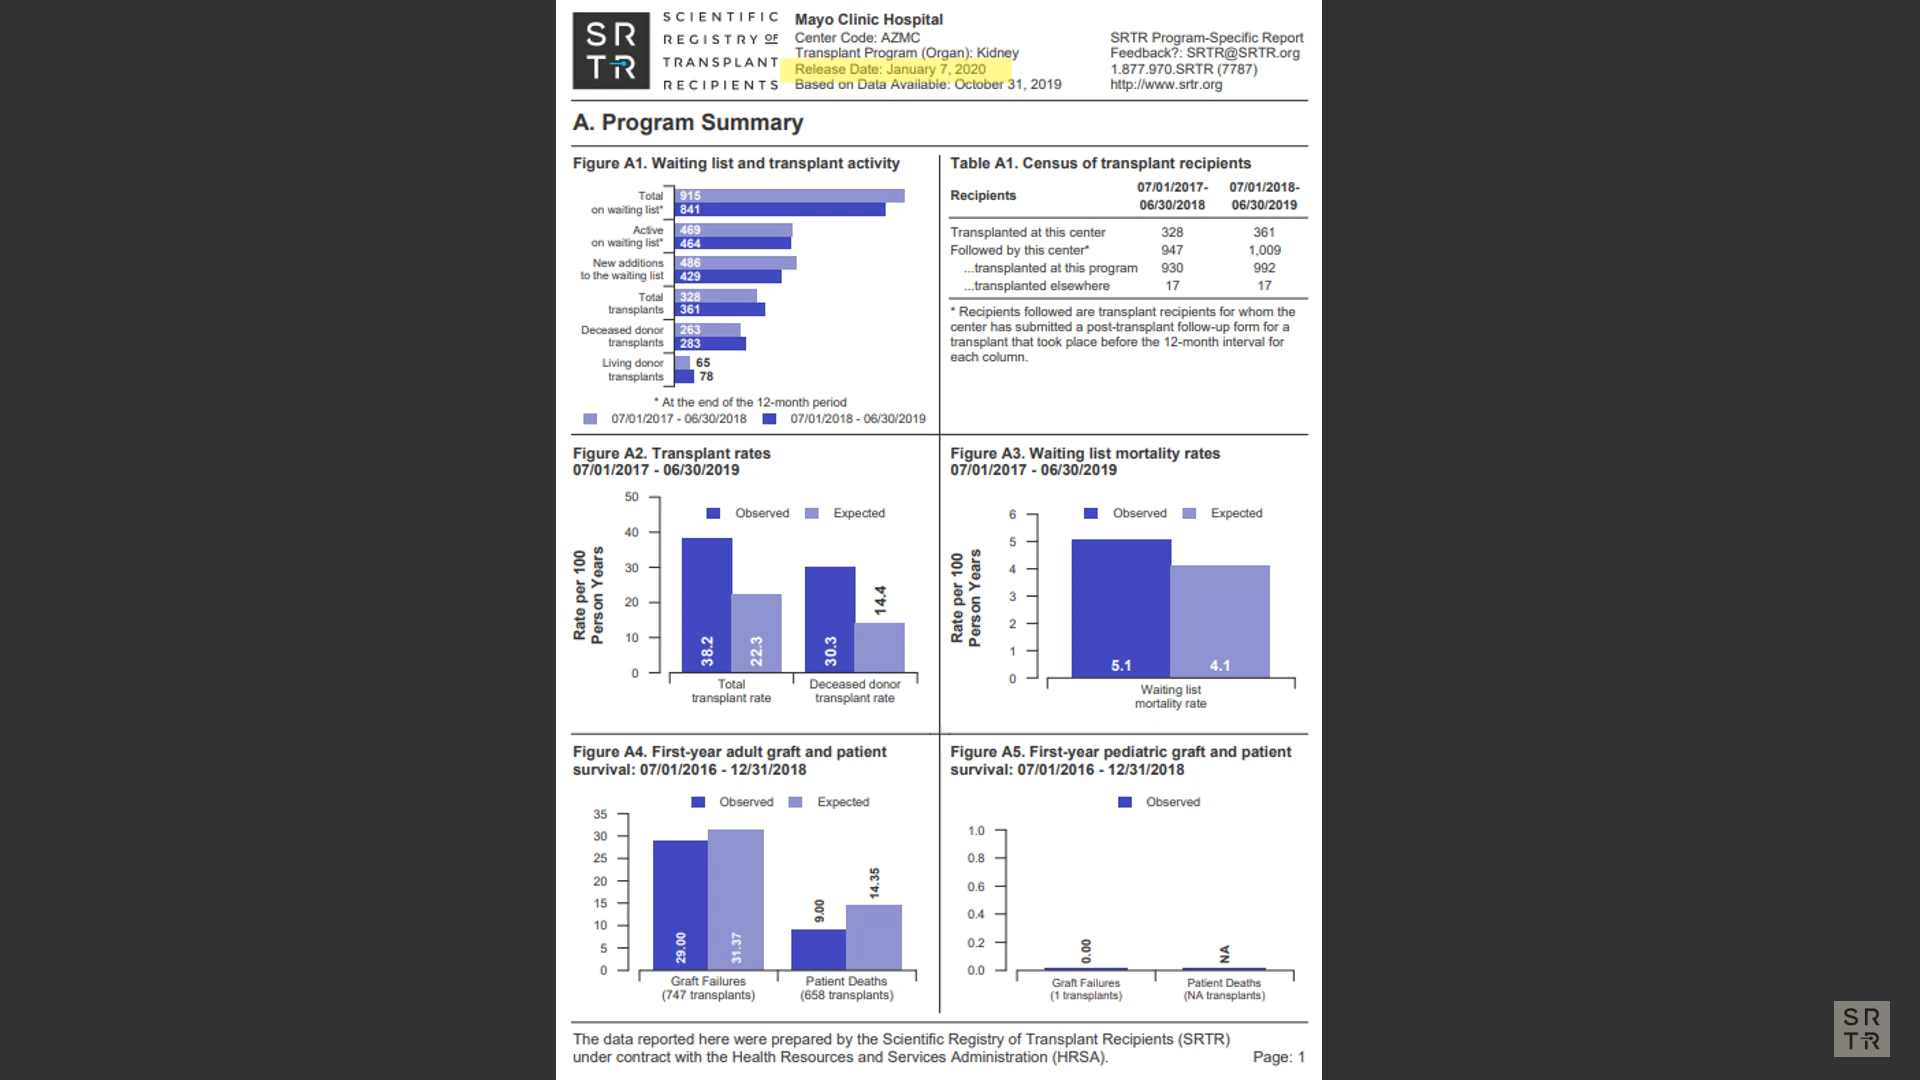 SR
TR
SCIENTIFIC
REGISTRY OF
TRANSPLANT
RECIPIENTS
Mayo Clinic Hospital
Center Code: AZMC
Transplant Program (Organ): Kidney
Release Date: January 7, 2020
Based on Data Available: October 31, 2019
SRTR Program-Specific Report
Feedback?: SRTR@SRTR.org
1.877.970.SRTR (7787)
http://www.srtr.org
A. Program Summary
Figure A1. Waiting list and transplant activity
Total
on waiting list*
915
841
Active
on waiting list*
469
464
New additions
to the waiting list
486
429
Total
transplants
328
361
Deceased donor
transplants
263
283
Living donor
transplants
65
78
* At the end of the 12-month period
07/01/2017 - 06/30/2018 07/01/2018 - 06/30/2019
Table A1. Census of transplant recipients
Recipients 07/01/2017- 07/01/2018-
06/30/2018 06/30/2019
Transplanted at this center 328 361
Followed by this center* 947 1,009
...transplanted at this program 930 992
...transplanted elsewhere 17 17
* Recipients followed are transplant recipients for whom the
center has submitted a post-transplant follow-up form for a
transplant that took place before the 12-month interval for
each column.
Figure A2. Transplant rates
07/01/2017 - 06/30/2019
Observed Expected
Rate per 100
Person Years
50
40
30
20
10
0
38.2
22.3
30.3
14.4
Total
transplant rate
Deceased donor
transplant rate
Figure A3. Waiting list mortality rates
07/01/2017 - 06/30/2019
Observed Expected
Rate per 100
Person Years
6
5
4
3
2
1
0
5.1
4.1
Waiting list
mortality rate
Figure A4. First-year adult graft and patient
survival: 07/01/2016 - 12/31/2018
Observed Expected
35
30
25
20
15
10
5
0
29.00
31.37
9.00
14.35
Graft Failures
(747 transplants)
Patient Deaths
(658 transplants)
Figure A5. First-year pediatric graft and patient
survival: 07/01/2016 - 12/31/2018
Observed
1.0
0.8
0.6
0.4
0.2
0.0
0.00
NA
Graft Failures
(1 transplants)
Patient Deaths
(NA transplants)
The data reported here were prepared by the Scientific Registry of Transplant Recipients (SRTR)
under contract with the Health Resources and Services Administration (HRSA).
Page: 1
SR
TR